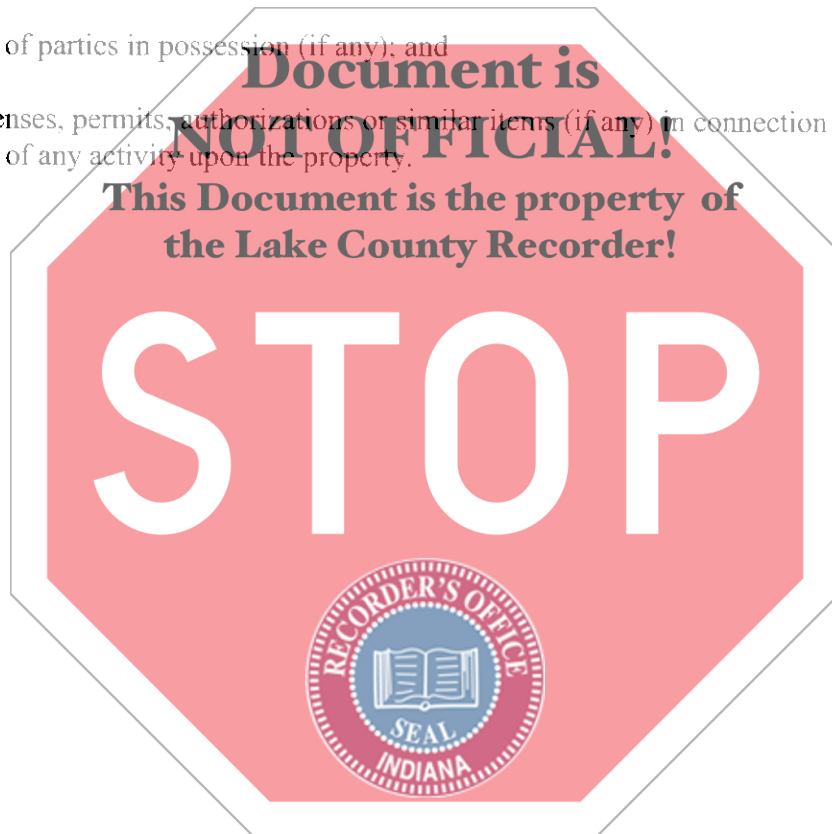 of parties in possession (if any); and
Document is
enses, permits, authorizations or similar items (if any) in connection
NOT OFFICIAL!
of any activity upon the property.
This Document is the property of
the Lake County Recorder!
STOP
RECORDER'S OFFICE
SEAL
INDIANA